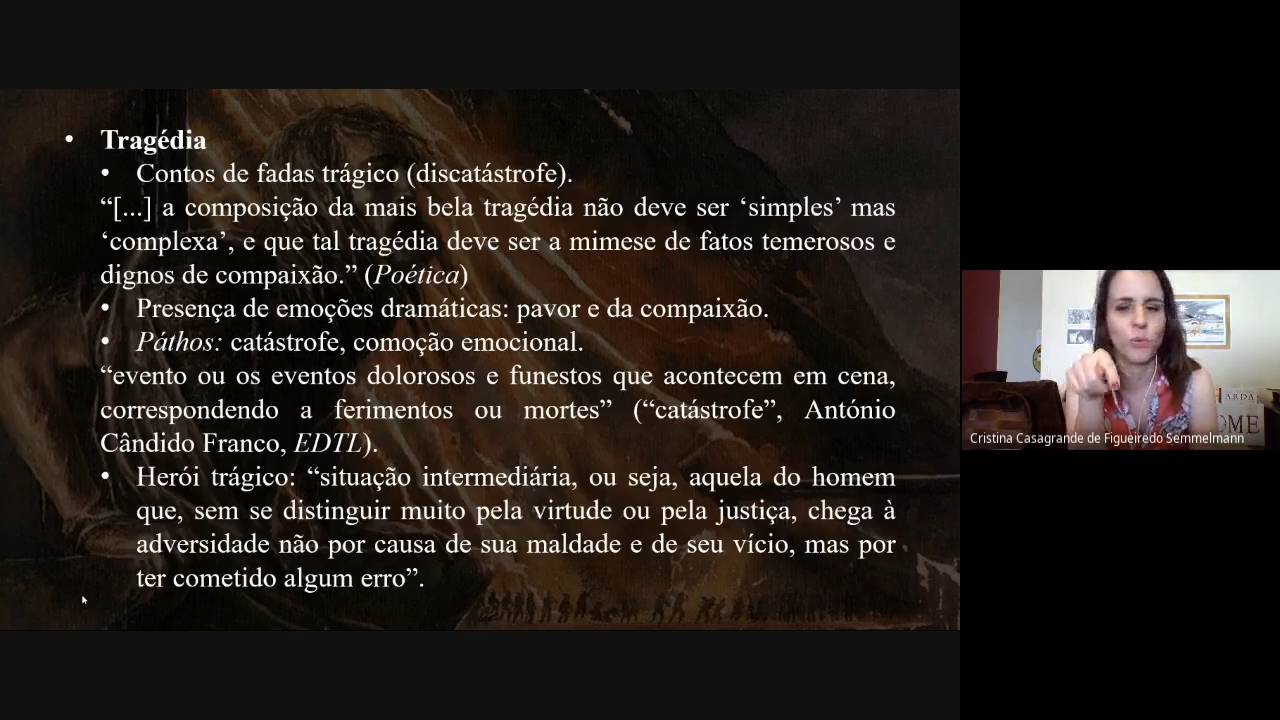 • Tragédia
• Contos de fadas trágico (discatástrofe).
“[...] a composição da mais bela tragédia não deve ser ‘simples’ mas
‘complexa’, e que tal tragédia deve ser a mimese de fatos temerosos e
dignos de compaixão.” (Poética)
• Presença de emoções dramáticas: pavor e da compaixão.
• Páthos: catástrofe, comoção emocional.
“evento ou os eventos dolorosos e funestos que acontecem em cena,
correspondendo a ferimentos ou mortes” (“catástrofe”, António
Cândido Franco, EDTL).
• Herói trágico: “situação intermediária, ou seja, aquela do homem
que, sem se distinguir muito pela virtude ou pela justiça, chega à
adversidade não por causa de sua maldade e de seu vício, mas por
ter cometido algum erro”.
ARDA
OME
Cristina Casagrande de Figueiredo Semmelmann